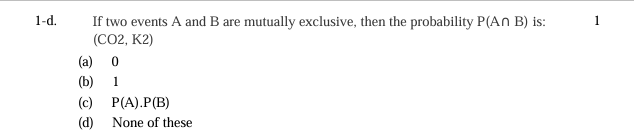 1-d. If two events A and B are mutually exclusive, then the probability P(A∩ B) is: 1
(CO2, K2)
(a) 0
(b) 1
(c) P(A).P(B)
(d) None of these